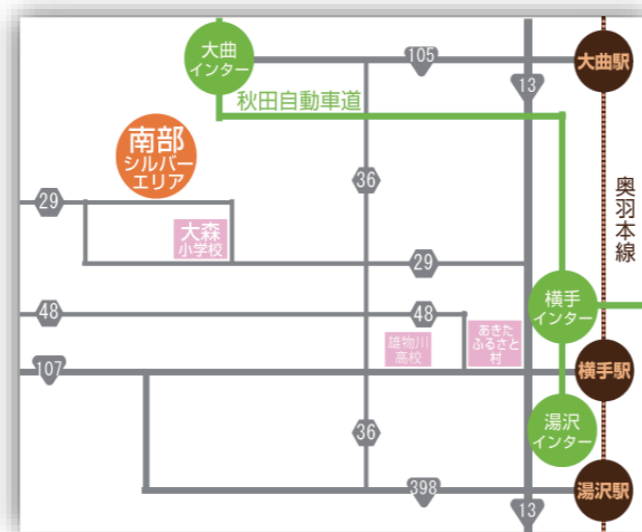 大曲
インター
105
大曲駅
13
秋田自動車道
南部
シルバー
エリア
36
奥羽本線
29
大森
小学校
29
横手
インター
48
48
あきた
ふるさと
村
雄物川
高校
107
横手駅
湯沢
インター
36
398
湯沢駅
13